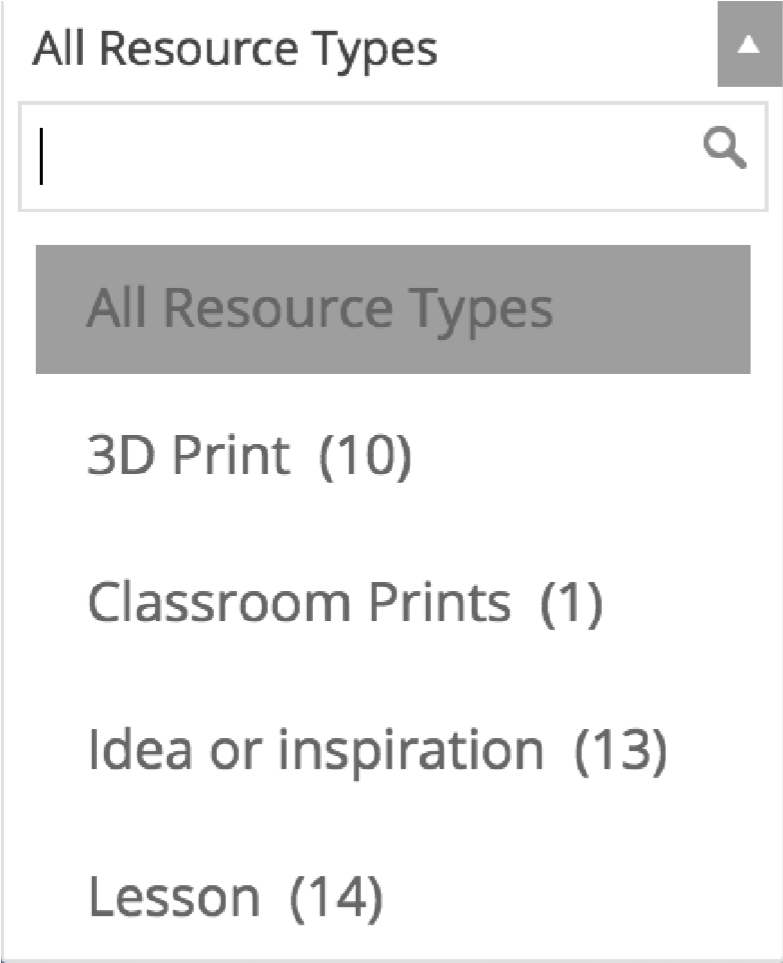 All Resource Types
All Resource Types
3D Print (10)
Classroom Prints (1)
Idea or inspiration (13)
Lesson (14)